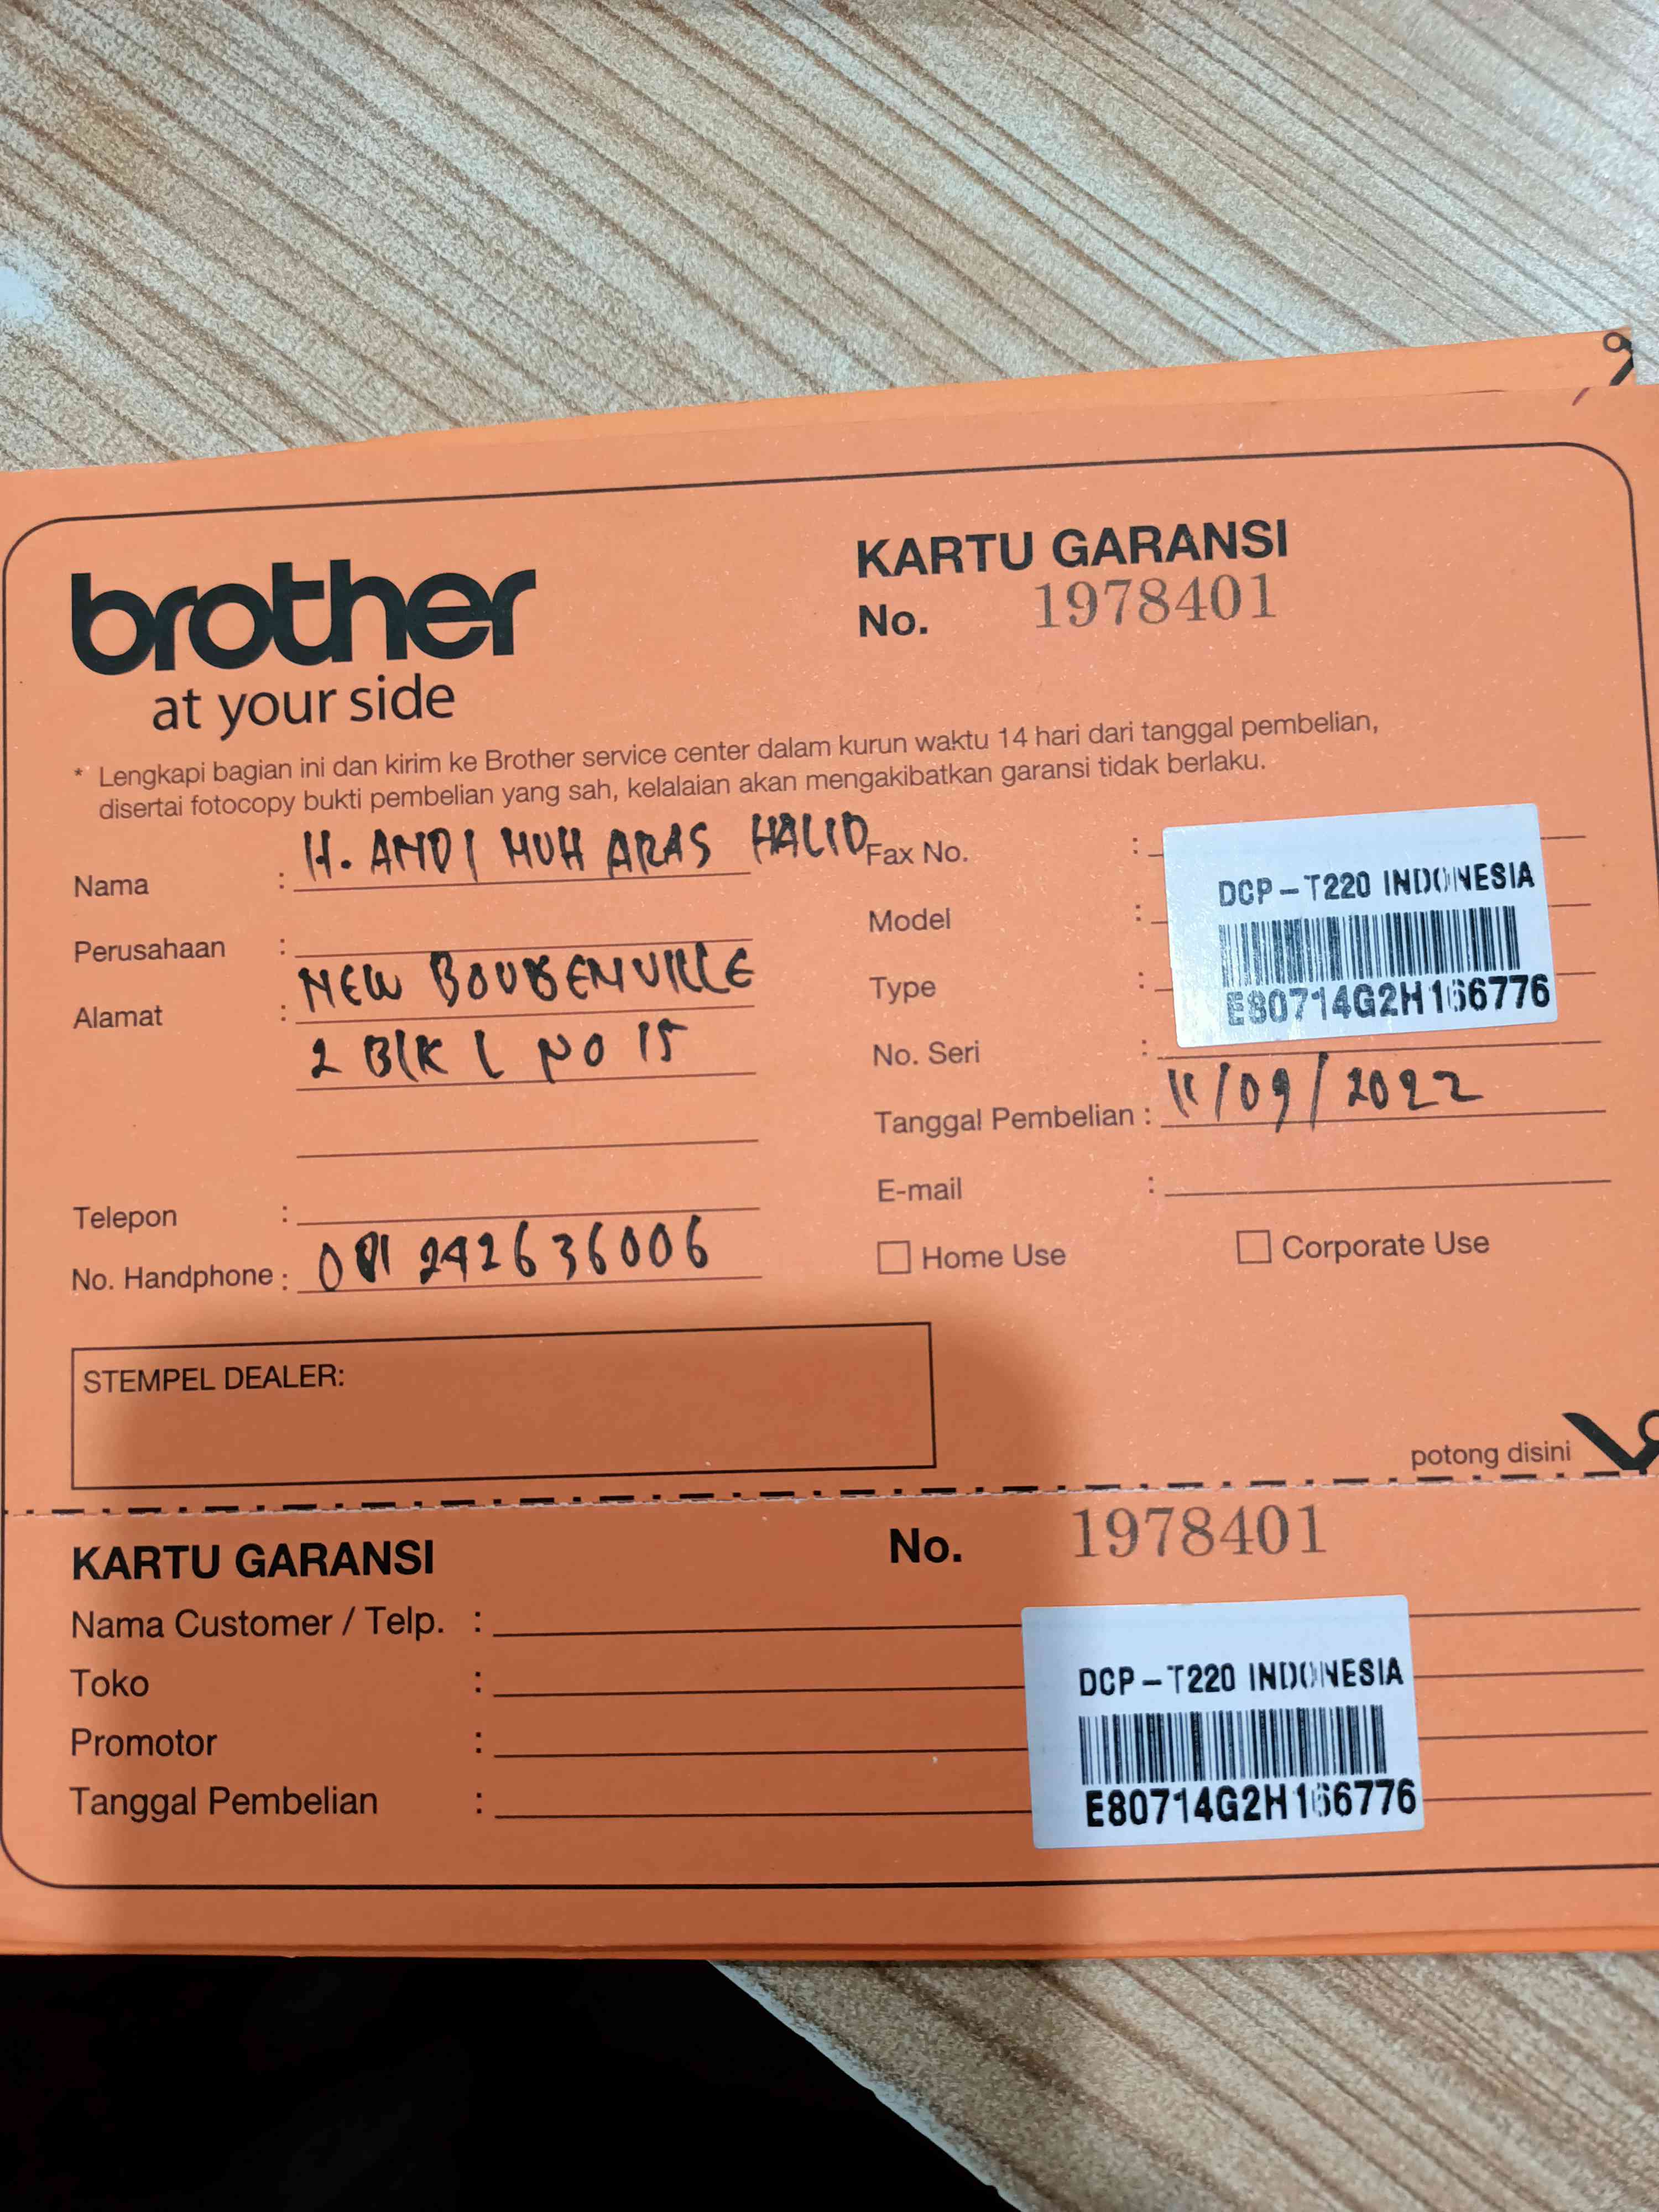 brother
at your side
KARTU GARANSI
No. 1978401
* Lengkapi bagian ini dan kirim ke Brother service center dalam kurun waktu 14 hari dari tanggal pembelian,
disertai fotocopy bukti pembelian yang sah, kelalaian akan mengakibatkan garansi tidak berlaku.
Nama : H. ANDI MUH ARAS HALID
Perusahaan :
Alamat : NEW BOUGENVILLE
2 BlK L NO 15
Telepon :
No. Handphone : 081 242636006
Fax No. :
Model :
Type :
No. Seri :
DCP-T220 INDONESIA
E80714G2H166776
Tanggal Pembelian : 11/09/2022
E-mail :
Home Use Corporate Use
STEMPEL DEALER:
potong disini
KARTU GARANSI No. 1978401
Nama Customer / Telp. :
Toko :
Promotor :
Tanggal Pembelian :
DCP-T220 INDONESIA
E80714G2H166776